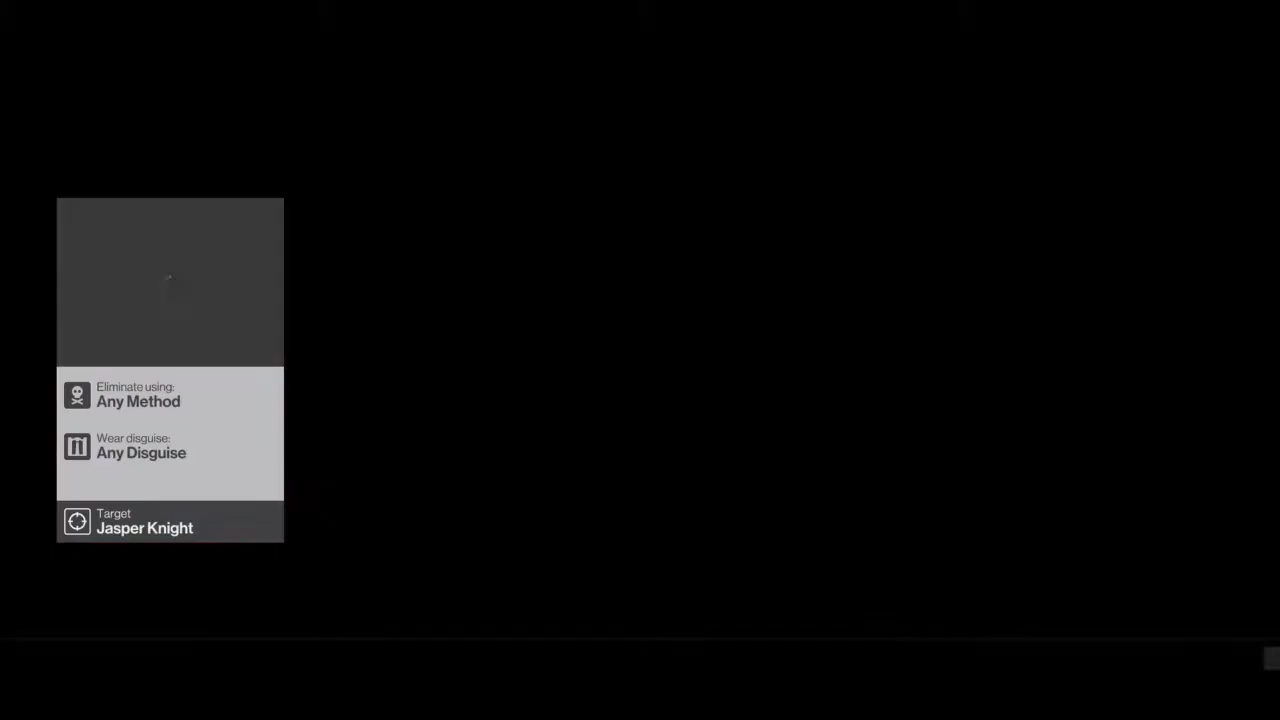 Eliminate using:
Any Method
Wear disguise:
Any Disguise
Target
Jasper Knight